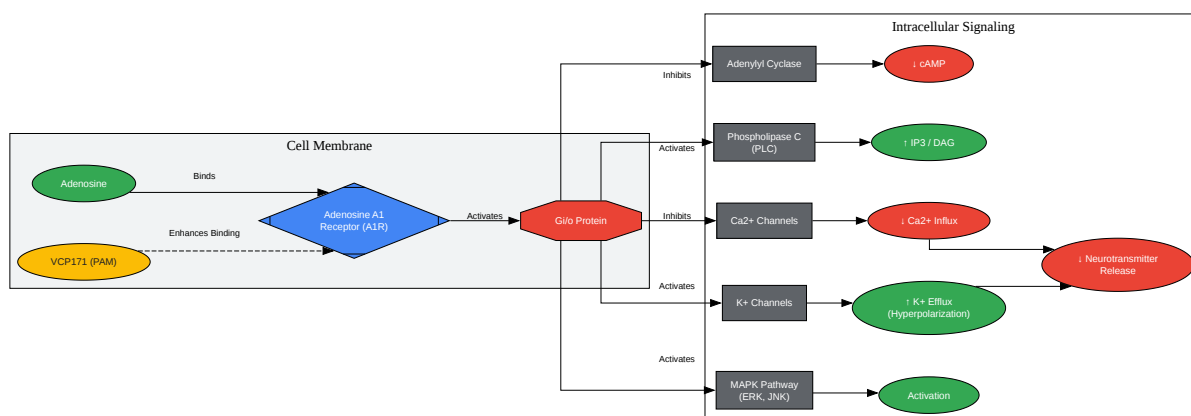 Intracellular Signaling
Adenylyl Cyclase
↓ cAMP
Inhibits
Cell Membrane
Phospholipase C
(PLC)
↑ IP3 / DAG
Activates
Adenosine
Binds
Adenosine A1
Receptor (A1R)
Activates
Gi/o Protein
Inhibits
Ca2+ Channels
↓ Ca2+ Influx
Enhances Binding
VCP171 (PAM)
↓ Neurotransmitter
Release
Activates
K+ Channels
↑ K+ Efflux
(Hyperpolarization)
Activates
MAPK Pathway
(ERK, JNK)
Activation